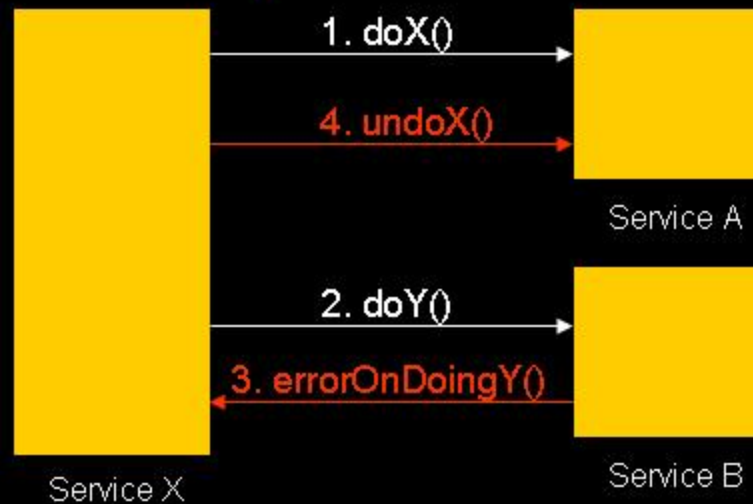 1. doX()
4. undoX()
Service A
2. doY()
3. errorOnDoingY()
Service X
Service B